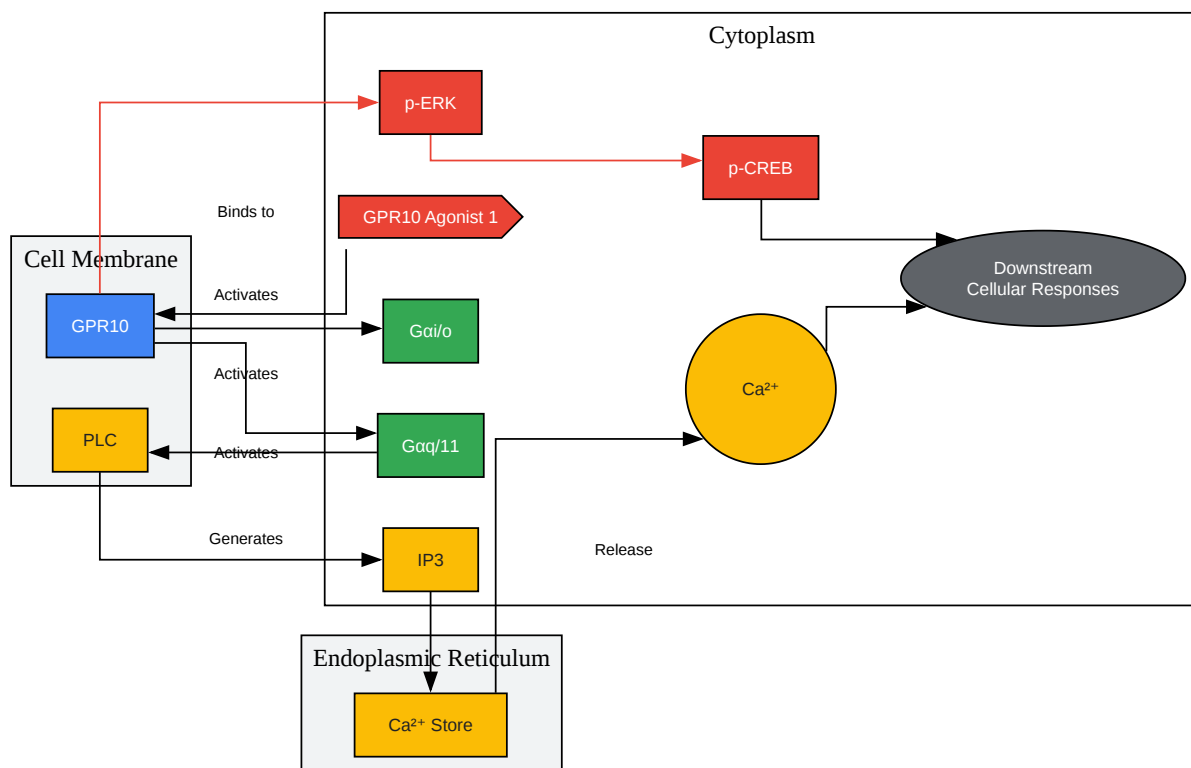 Cytoplasm
p-ERK
p-CREB
Binds to
GPR10 Agonist 1
Cell Membrane
Downstream
Cellular Responses
Activates
GPR10
Gαi/o
Activates
Ca²⁺
PLC
Gαq/11
Activates
Generates
IP3
Release
Endoplasmic Reticulum
Ca²⁺ Store